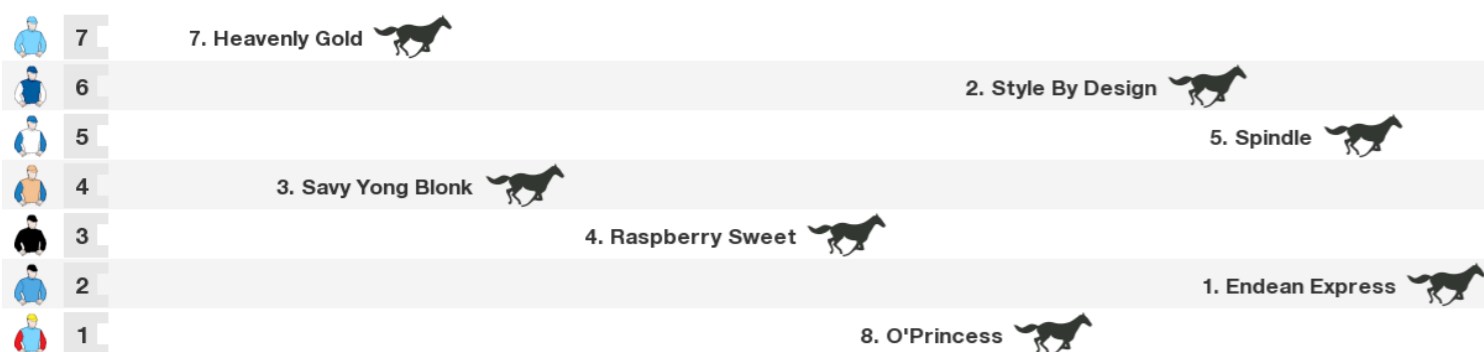 7 7. Heavenly Gold
6 2. Style By Design
5 5. Spindle
4 3. Savy Yong Blonk
3 4. Raspberry Sweet
2 1. Endean Express
1 8. O'Princess